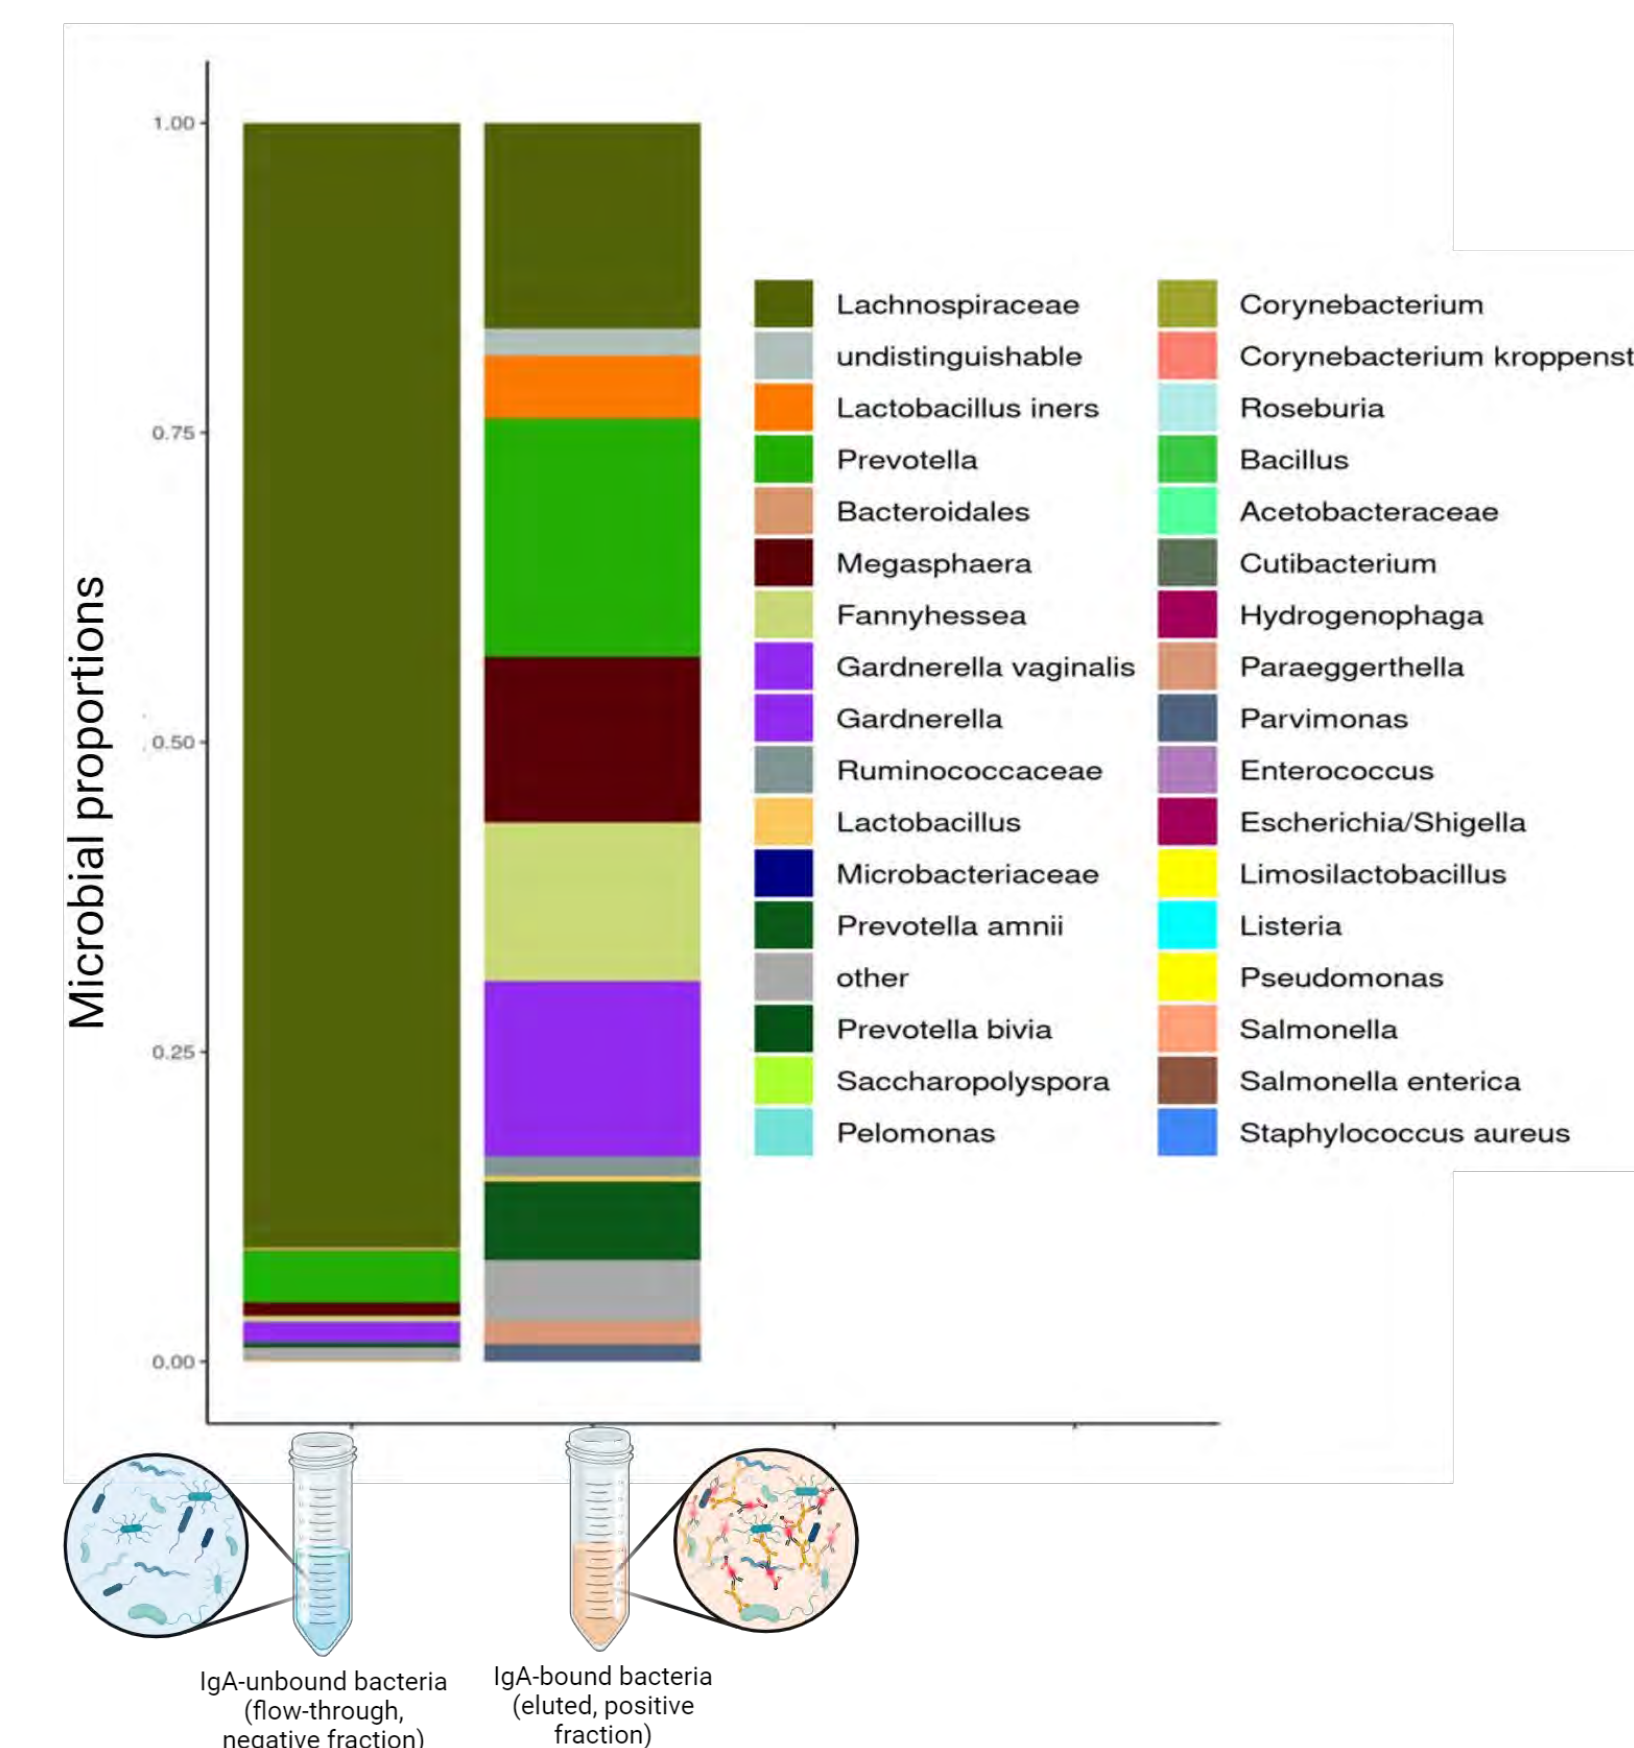 Microbial proportions
1.00
0.75
0.50
0.25
0.00
Lachnospiraceae
undistinguishable
Lactobacillus iners
Prevotella
Bacteroidales
Megasphaera
Fannyhessea
Gardnerella vaginalis
Gardnerella
Ruminococcaceae
Lactobacillus
Microbacteriaceae
Prevotella amnii
other
Prevotella bivia
Saccharopolyspora
Pelomonas
Corynebacterium
Corynebacterium kroppenst
Roseburia
Bacillus
Acetobacteraceae
Cutibacterium
Hydrogenophaga
Paraeggerthella
Parvimonas
Enterococcus
Escherichia/Shigella
Limosilactobacillus
Listeria
Pseudomonas
Salmonella
Salmonella enterica
Staphylococcus aureus
IgA-unbound bacteria
(flow-through,
negative fraction)
IgA-bound bacteria
(eluted, positive
fraction)